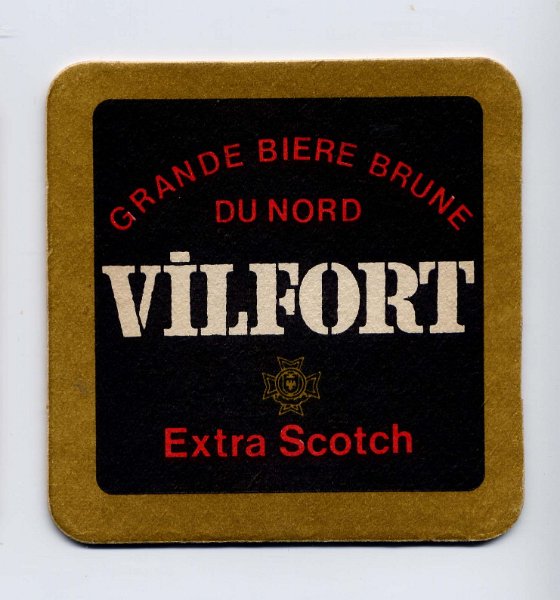 GRANDE BIERE BRUNE
DU NORD
VILFORT
Extra Scotch